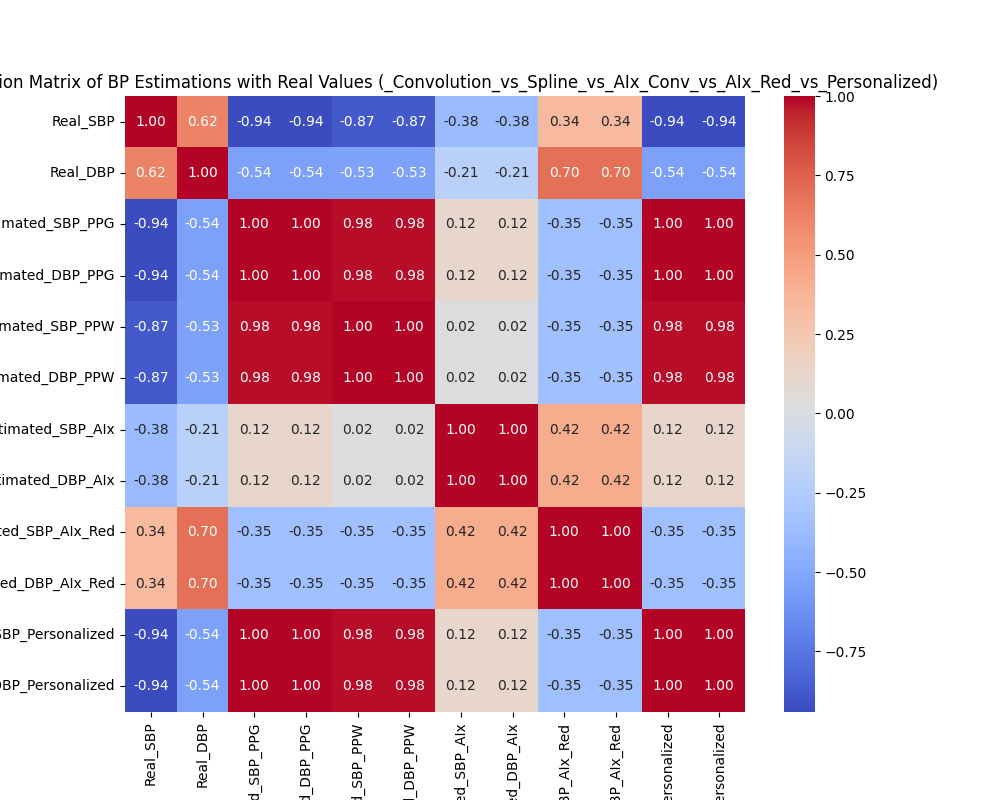 ion Matrix of BP Estimations with Real Values (_Convolution_vs_Spline_vs_AIx_Conv_vs_AIx_Red_vs_Personalized)
Real_SBP 1.00 0.62 -0.94 -0.94 -0.87 -0.87 -0.38 -0.38 0.34 0.34 -0.94 -0.94
Real_DBP 0.62 1.00 -0.54 -0.54 -0.53 -0.53 -0.21 -0.21 0.70 0.70 -0.54 -0.54
mated_SBP_PPG -0.94 -0.54 1.00 1.00 0.98 0.98 0.12 0.12 -0.35 -0.35 1.00 1.00
mated_DBP_PPG -0.94 -0.54 1.00 1.00 0.98 0.98 0.12 0.12 -0.35 -0.35 1.00 1.00
mated_SBP_PPW -0.87 -0.53 0.98 0.98 1.00 1.00 0.02 0.02 -0.35 -0.35 0.98 0.98
mated_DBP_PPW -0.87 -0.53 0.98 0.98 1.00 1.00 0.02 0.02 -0.35 -0.35 0.98 0.98
timated_SBP_AIx -0.38 -0.21 0.12 0.12 0.02 0.02 1.00 1.00 0.42 0.42 0.12 0.12
timated_DBP_AIx -0.38 -0.21 0.12 0.12 0.02 0.02 1.00 1.00 0.42 0.42 0.12 0.12
ted_SBP_AIx_Red 0.34 0.70 -0.35 -0.35 -0.35 -0.35 0.42 0.42 1.00 1.00 -0.35 -0.35
ed_DBP_AIx_Red 0.34 0.70 -0.35 -0.35 -0.35 -0.35 0.42 0.42 1.00 1.00 -0.35 -0.35
SBP_Personalized -0.94 -0.54 1.00 1.00 0.98 0.98 0.12 0.12 -0.35 -0.35 1.00 1.00
DBP_Personalized -0.94 -0.54 1.00 1.00 0.98 0.98 0.12 0.12 -0.35 -0.35 1.00 1.00
Real_SBP
Real_DBP
d_SBP_PPG
d_DBP_PPG
d_SBP_PPW
d_DBP_PPW
ed_SBP_AIx
ed_DBP_AIx
BP_AIx_Red
BP_AIx_Red
ersonalized
ersonalized
1.00
0.75
0.50
0.25
0.00
−0.25
−0.50
−0.75